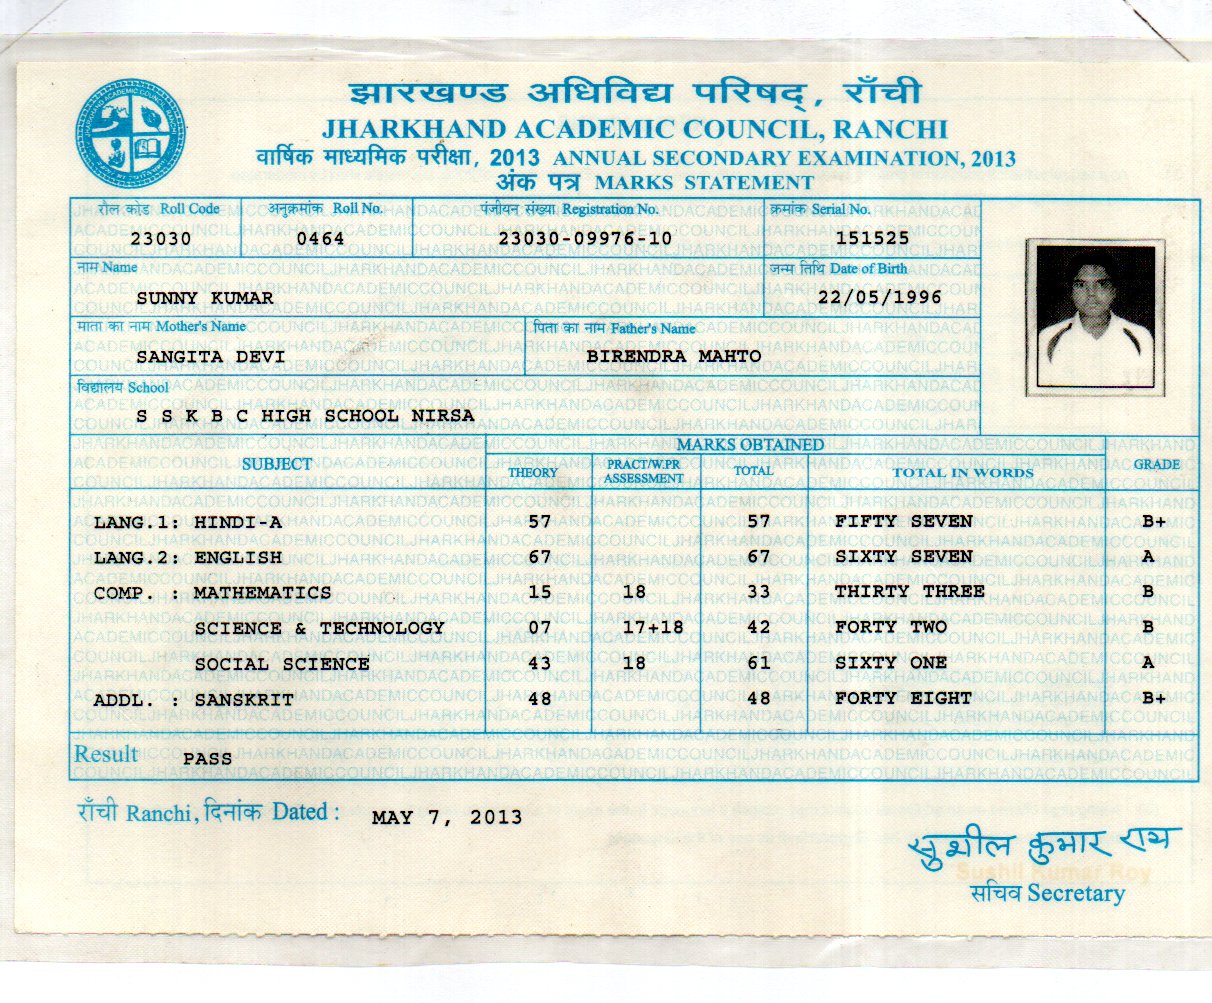 झारखण्ड अधिविद्य परिषद्, राँची
JHARKHAND ACADEMIC COUNCIL, RANCHI
वार्षिक माध्यमिक परीक्षा, 2013 ANNUAL SECONDARY EXAMINATION, 2013
अंक पत्र MARKS STATEMENT
रौल कोड Roll Code अनुक्रमांक Roll No. पंजीयन संख्या Registration No. क्रमांक Serial No.
23030 0464 23030-09976-10 151525
नाम Name जन्म तिथि Date of Birth
SUNNY KUMAR 22/05/1996
माता का नाम Mother's Name पिता का नाम Father's Name
SANGITA DEVI BIRENDRA MAHTO
विद्यालय School
S S K B C HIGH SCHOOL NIRSA
MARKS OBTAINED
SUBJECT THEORY PRACT/W.PR ASSESSMENT TOTAL TOTAL IN WORDS GRADE
LANG.1: HINDI-A 57 57 FIFTY SEVEN B+
LANG.2: ENGLISH 67 67 SIXTY SEVEN A
COMP. : MATHEMATICS 15 18 33 THIRTY THREE B
SCIENCE & TECHNOLOGY 07 17+18 42 FORTY TWO B
SOCIAL SCIENCE 43 18 61 SIXTY ONE A
ADDL. : SANSKRIT 48 48 FORTY EIGHT B+
Result PASS
राँची Ranchi, दिनांक Dated : MAY 7, 2013
सुशील कुमार राय
Sushil Kumar Roy
सचिव Secretary